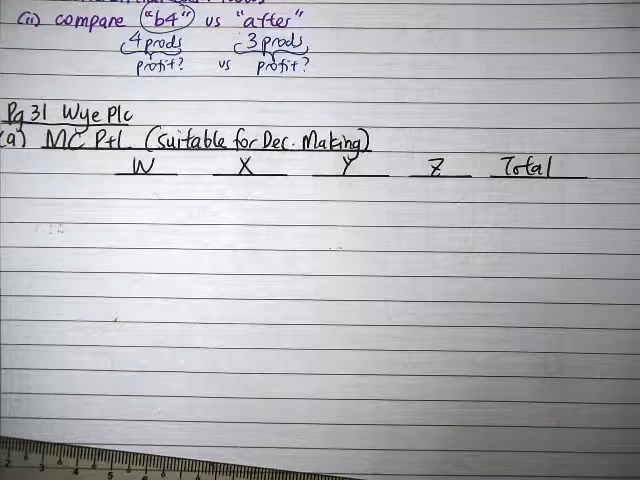 (ii) compare "b4" vs "after"
4 prods 3 prods,
profit? vs profit?
Pg 31 Wye Plc
(a) MC P+L (suitable for Dec. Making)
W X Y Z Total